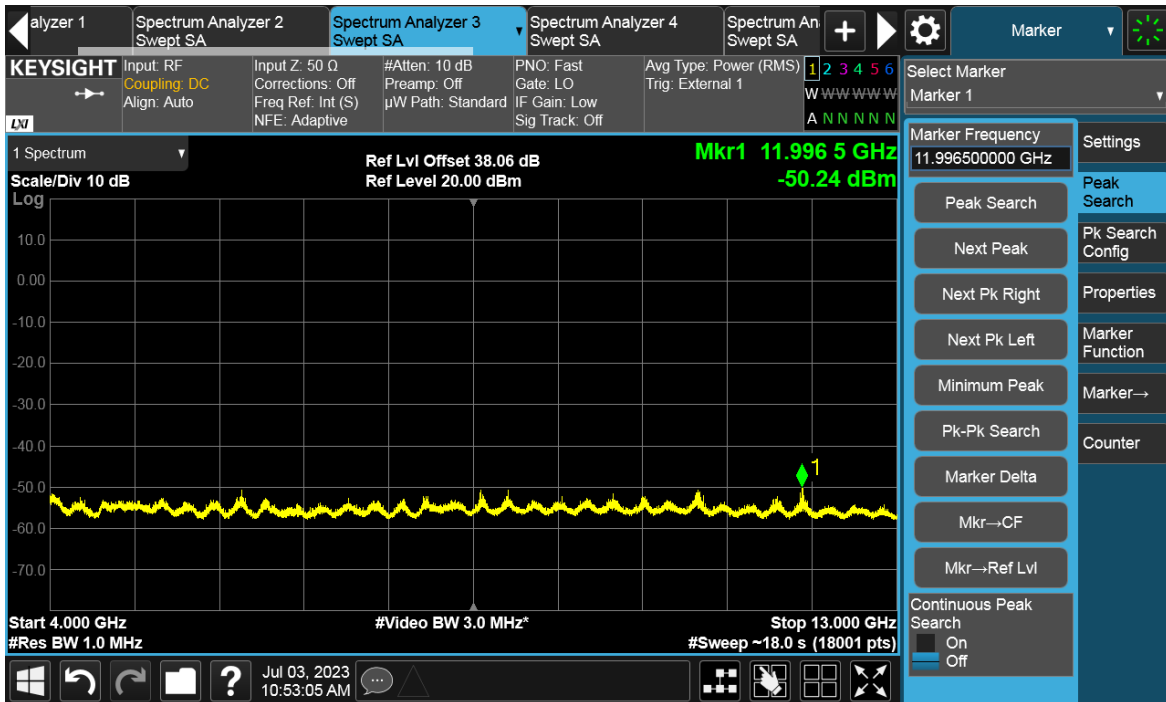 alyzer 1
Spectrum Analyzer 2
Swept SA
Spectrum Analyzer 3
Swept SA
Spectrum Analyzer 4
Swept SA
Spectrum An
Swept SA
+
Marker
KEYSIGHT
LXI
Input: RF
Coupling: DC
Align: Auto
Input Z: 50 Ω
Corrections: Off
Freq Ref: Int (S)
NFE: Adaptive
#Atten: 10 dB
Preamp: Off
µW Path: Standard
PNO: Fast
Gate: LO
IF Gain: Low
Sig Track: Off
Avg Type: Power (RMS)
Trig: External 1
1 2 3 4 5 6
W W W W W W
A N N N N N
Select Marker
Marker 1
1 Spectrum
Scale/Div 10 dB
Log
Ref Lvl Offset 38.06 dB
Ref Level 20.00 dBm
Mkr1 11.996 5 GHz
-50.24 dBm
10.0
0.00
-10.0
-20.0
-30.0
-40.0
-50.0
-60.0
-70.0
1
Start 4.000 GHz
#Res BW 1.0 MHz
#Video BW 3.0 MHz*
Stop 13.000 GHz
#Sweep ~18.0 s (18001 pts)
Marker Frequency
11.996500000 GHz
Peak Search
Next Peak
Next Pk Right
Next Pk Left
Minimum Peak
Pk-Pk Search
Marker Delta
Mkr→CF
Mkr→Ref Lvl
Continuous Peak
Search
On
Off
Settings
Peak
Search
Pk Search
Config
Properties
Marker
Function
Marker→
Counter
?
Jul 03, 2023
10:53:05 AM